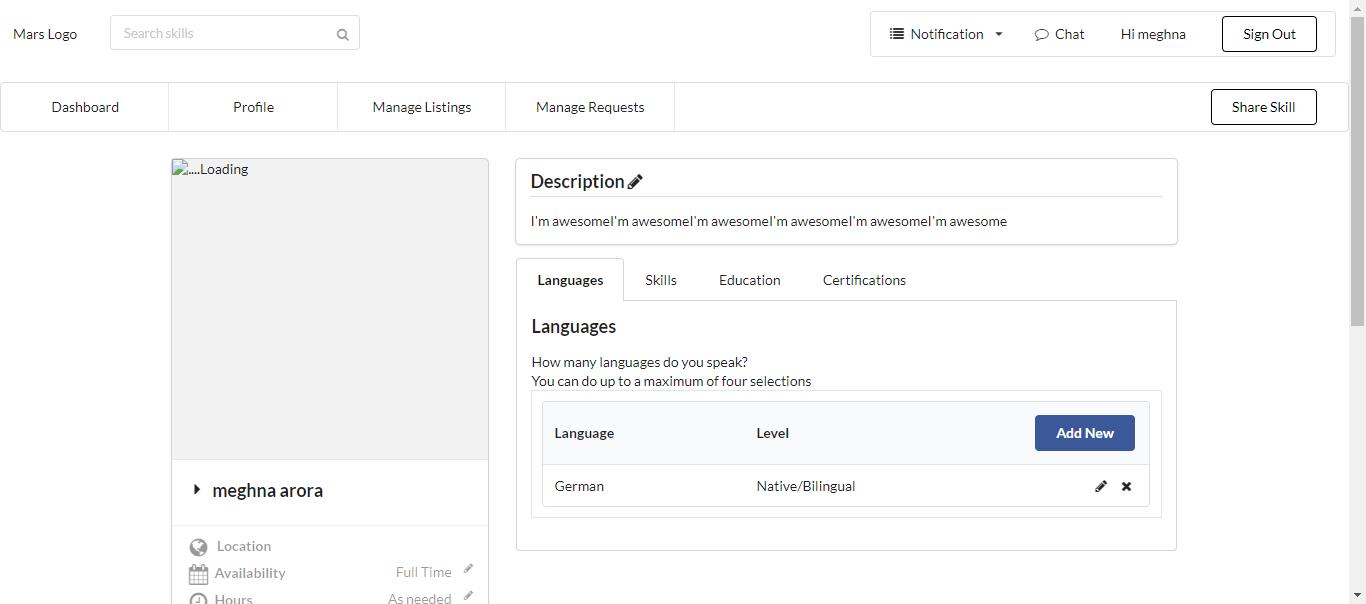 Mars Logo
Search skills
Notification
Chat
Hi meghna
Sign Out
Dashboard
Profile
Manage Listings
Manage Requests
Share Skill
....Loading
Description
I'm awesomeI'm awesomeI'm awesomeI'm awesomeI'm awesomeI'm awesome
Languages
Skills
Education
Certifications
Languages
How many languages do you speak?
You can do up to a maximum of four selections
Language
Level
Add New
German
Native/Bilingual
meghna arora
Location
Availability
Full Time
Hours
As needed